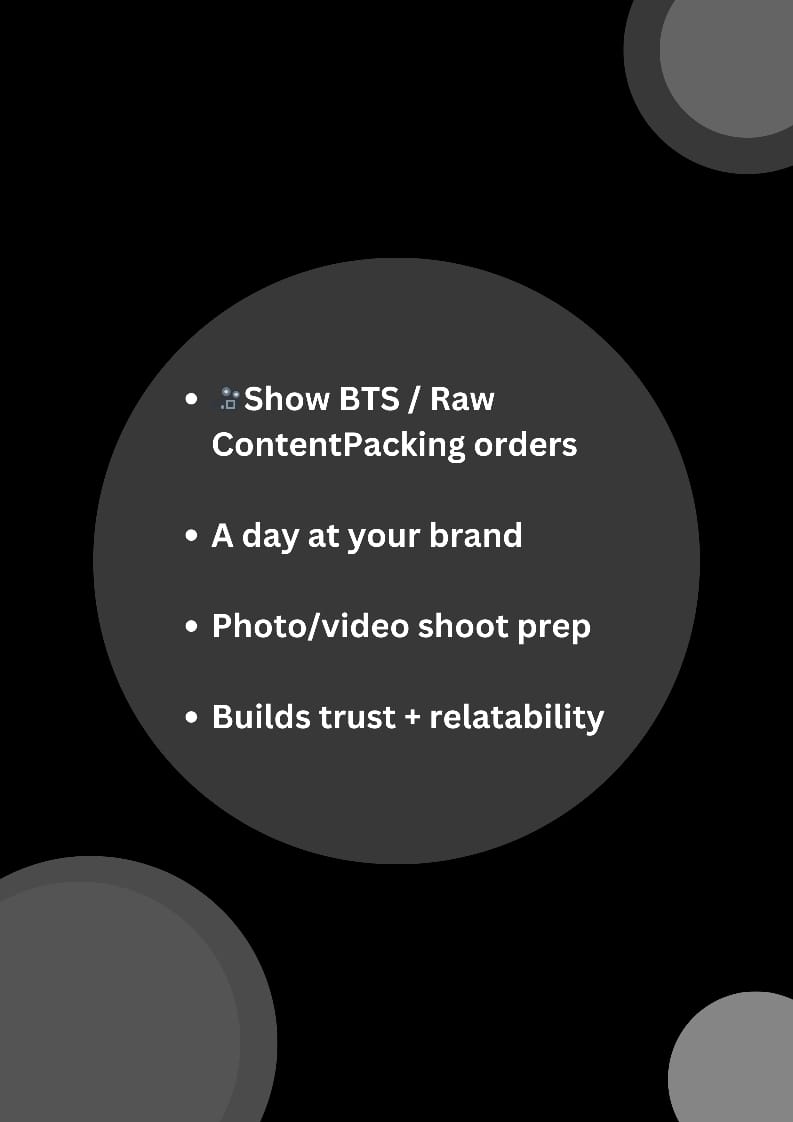 • 🎥Show BTS / Raw
ContentPacking orders
• A day at your brand
• Photo/video shoot prep
• Builds trust + relatability